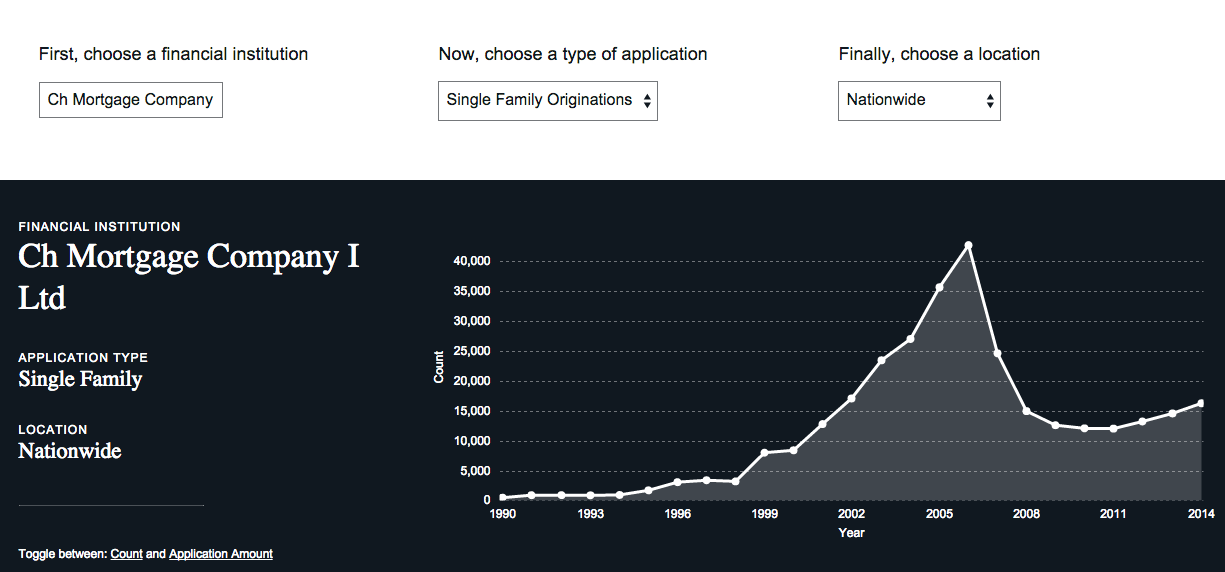 First, choose a financial institution
Now, choose a type of application
Finally, choose a location
Ch Mortgage Company
Single Family Originations
Nationwide
FINANCIAL INSTITUTION
Ch Mortgage Company I
Ltd
APPLICATION TYPE
Single Family
LOCATION
Nationwide
Toggle between: Count and Application Amount
Count
40,000
35,000
30,000
25,000
20,000
15,000
10,000
5,000
0
1990 1993 1996 1999 2002 2005 2008 2011 2014
Year